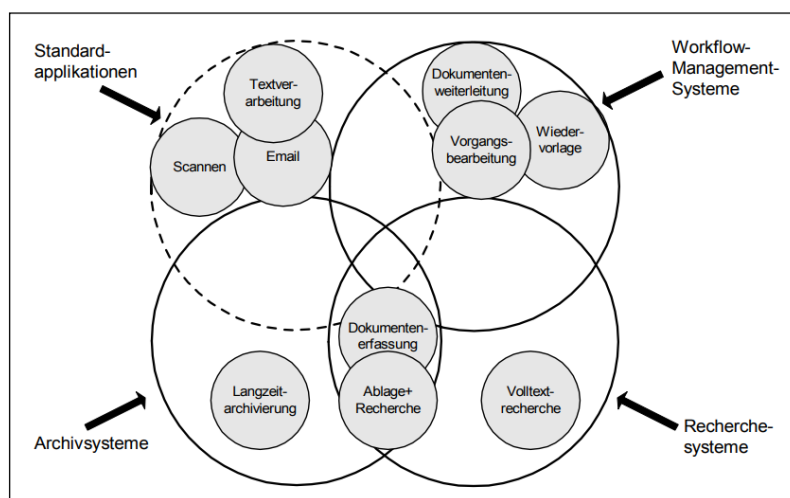 Standard-
applikationen
Workflow-
Management-
Systeme
Textver-
arbeitung
Dokumenten-
weiterleitung
Scannen
Email
Vorgangs-
bearbeitung
Wieder-
vorlage
Dokumenten-
erfassung
Langzeit-
archivierung
Ablage+
Recherche
Volltext-
recherche
Archivsysteme
Recherche-
systeme